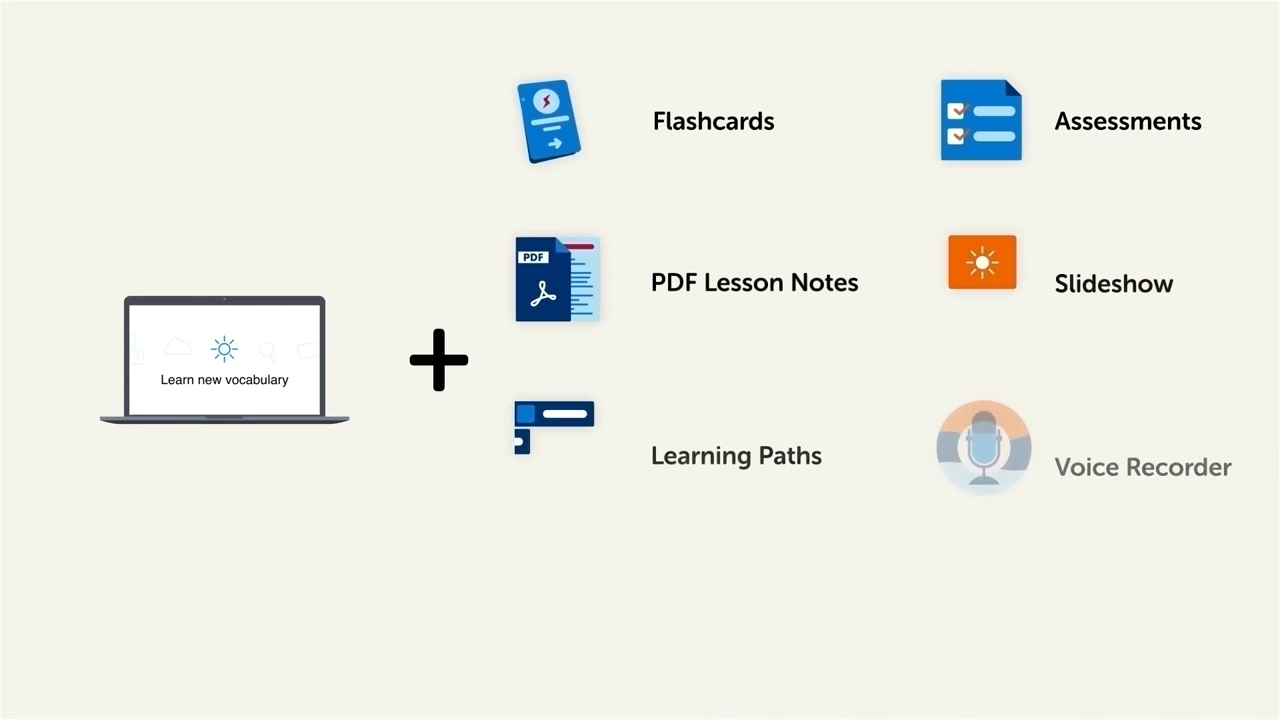 Flashcards
Assessments
PDF
PDF Lesson Notes
Slideshow
Learn new vocabulary
Learning Paths
Voice Recorder